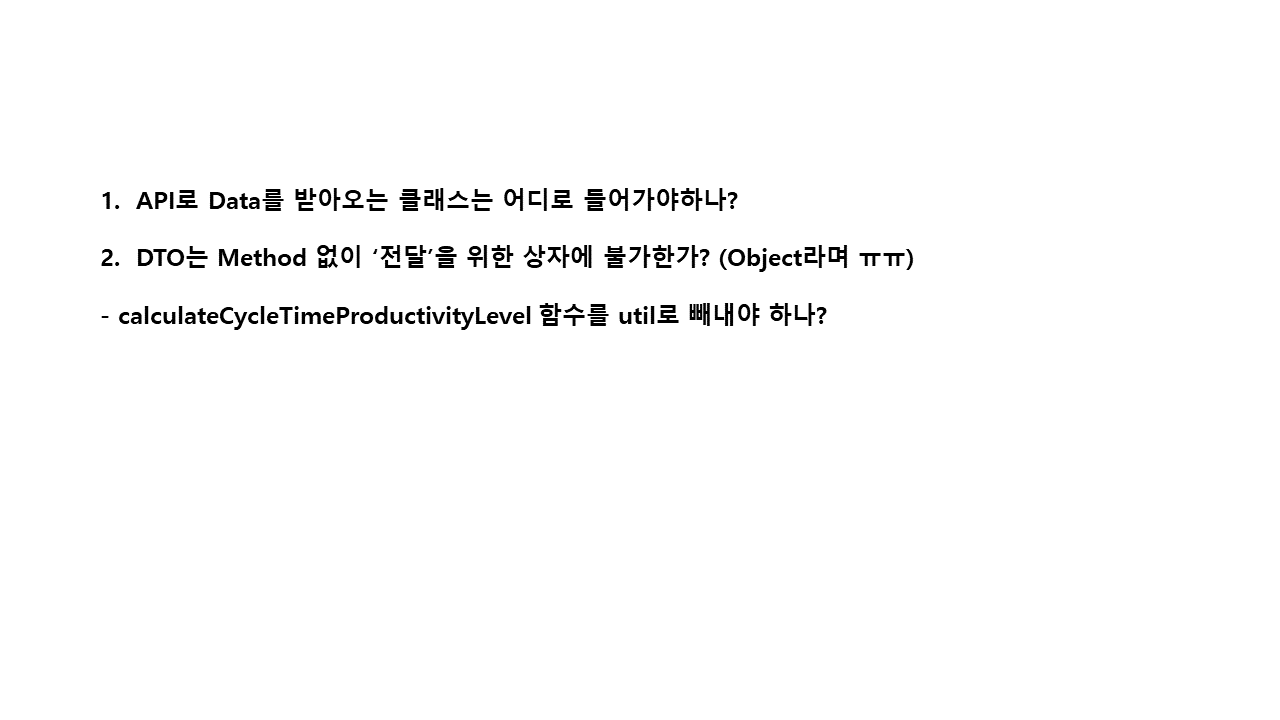 1. API로 Data를 받아오는 클래스는 어디로 들어가야하나?
2. DTO는 Method 없이 ‘전달’을 위한 상자에 불가한가? (Object라며 ㅠㅠ)
- calculateCycleTimeProductivityLevel 함수를 util로 빼내야 하나?